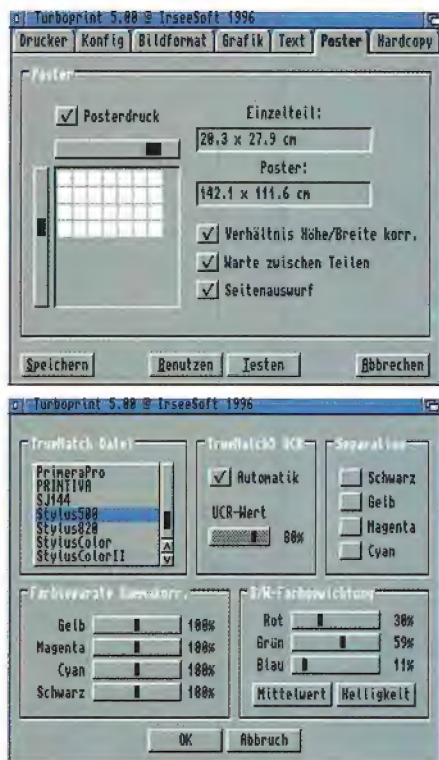 Turboprint 5.00 @ IrseeSoft 1996
Drucker Konfig Bildformat Grafik Text Poster Hardcopy
Poster
Posterdruck
Einzelteil:
20.3 x 27.9 cm
Poster:
142.1 x 111.6 cm
Verhältnis Höhe/Breite korr.
Warte zwischen Teilen
Seitenauswurf
Speichern Benutzen Testen Abbrechen
Turboprint 5.00 @ IrseeSoft 1996
TrueMatch Datei
PrimeraPro
PRINTIVA
SJ144
Stylus500
Stylus820
StylusColor
StylusColorII
TrueMatch UCR
Automatik
UCR-Wert
80%
Separation
Schwarz
Gelb
Magenta
Cyan
Farbseparate Gammakorr.
Gelb 100%
Magenta 100%
Cyan 100%
Schwarz 100%
S/W-Farbgewichtung
Rot 30%
Grün 59%
Blau 11%
Mittelwert Helligkeit
OK Abbruch